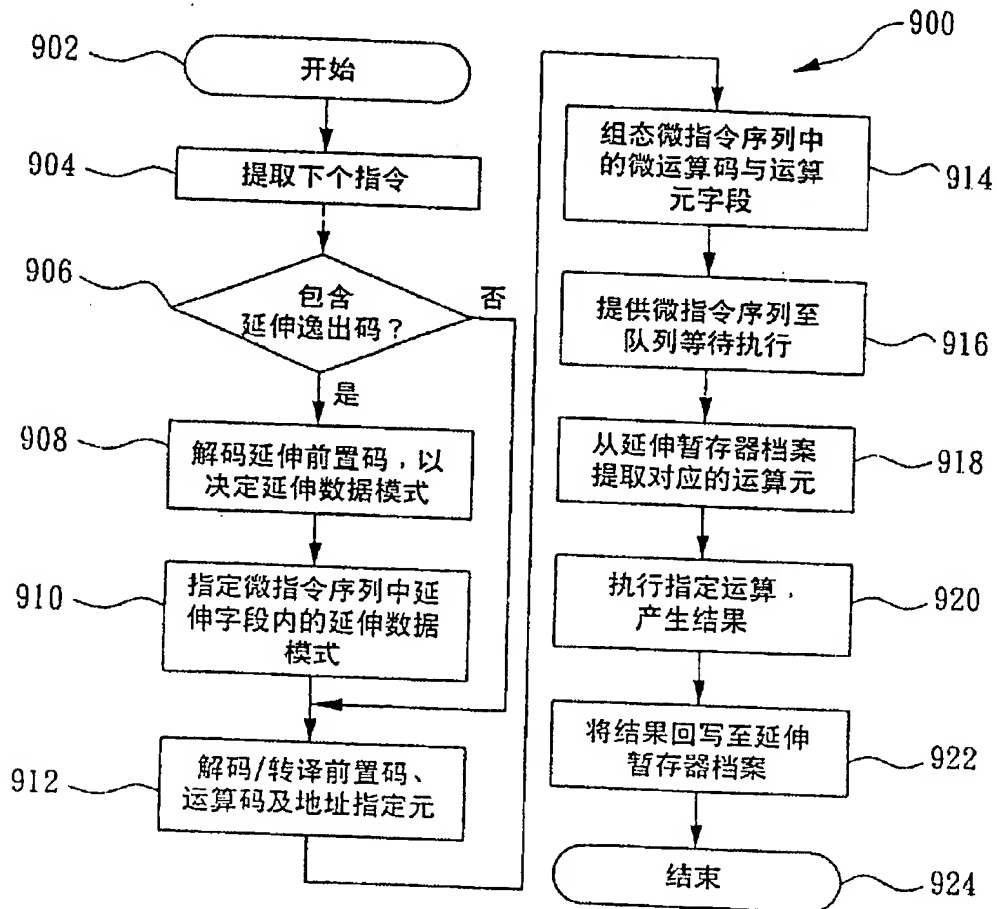 900
902
开始
904
提取下个指令
906
包含
延伸逸出码？
否
是
908
解码延伸前置码，以
决定延伸数据模式
910
指定微指令序列中延
伸字段内的延伸数据
模式
912
解码/转译前置码、
运算码及地址指定元
组态微指令序列中
的微运算码与运算
元字段
914
提供微指令序列至
队列等待执行
916
从延伸暂存器档案
提取对应的运算元
918
执行指定运算，
产生结果
920
将结果回写至延伸
暂存器档案
922
结束
924